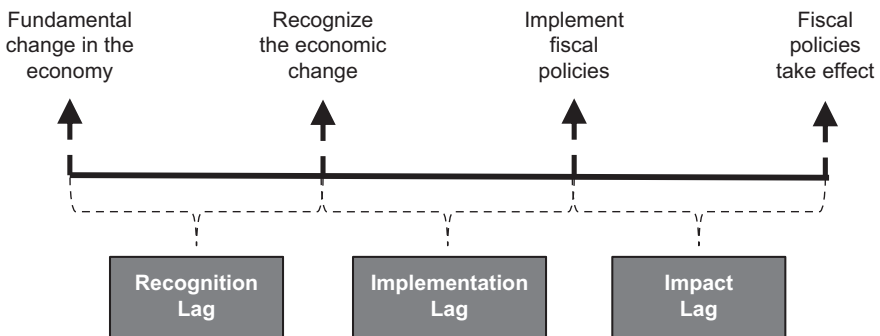 Fundamental
change in the
economy
Recognize
the economic
change
Implement
fiscal
policies
Fiscal
policies
take effect
Recognition
Lag
Implementation
Lag
Impact
Lag